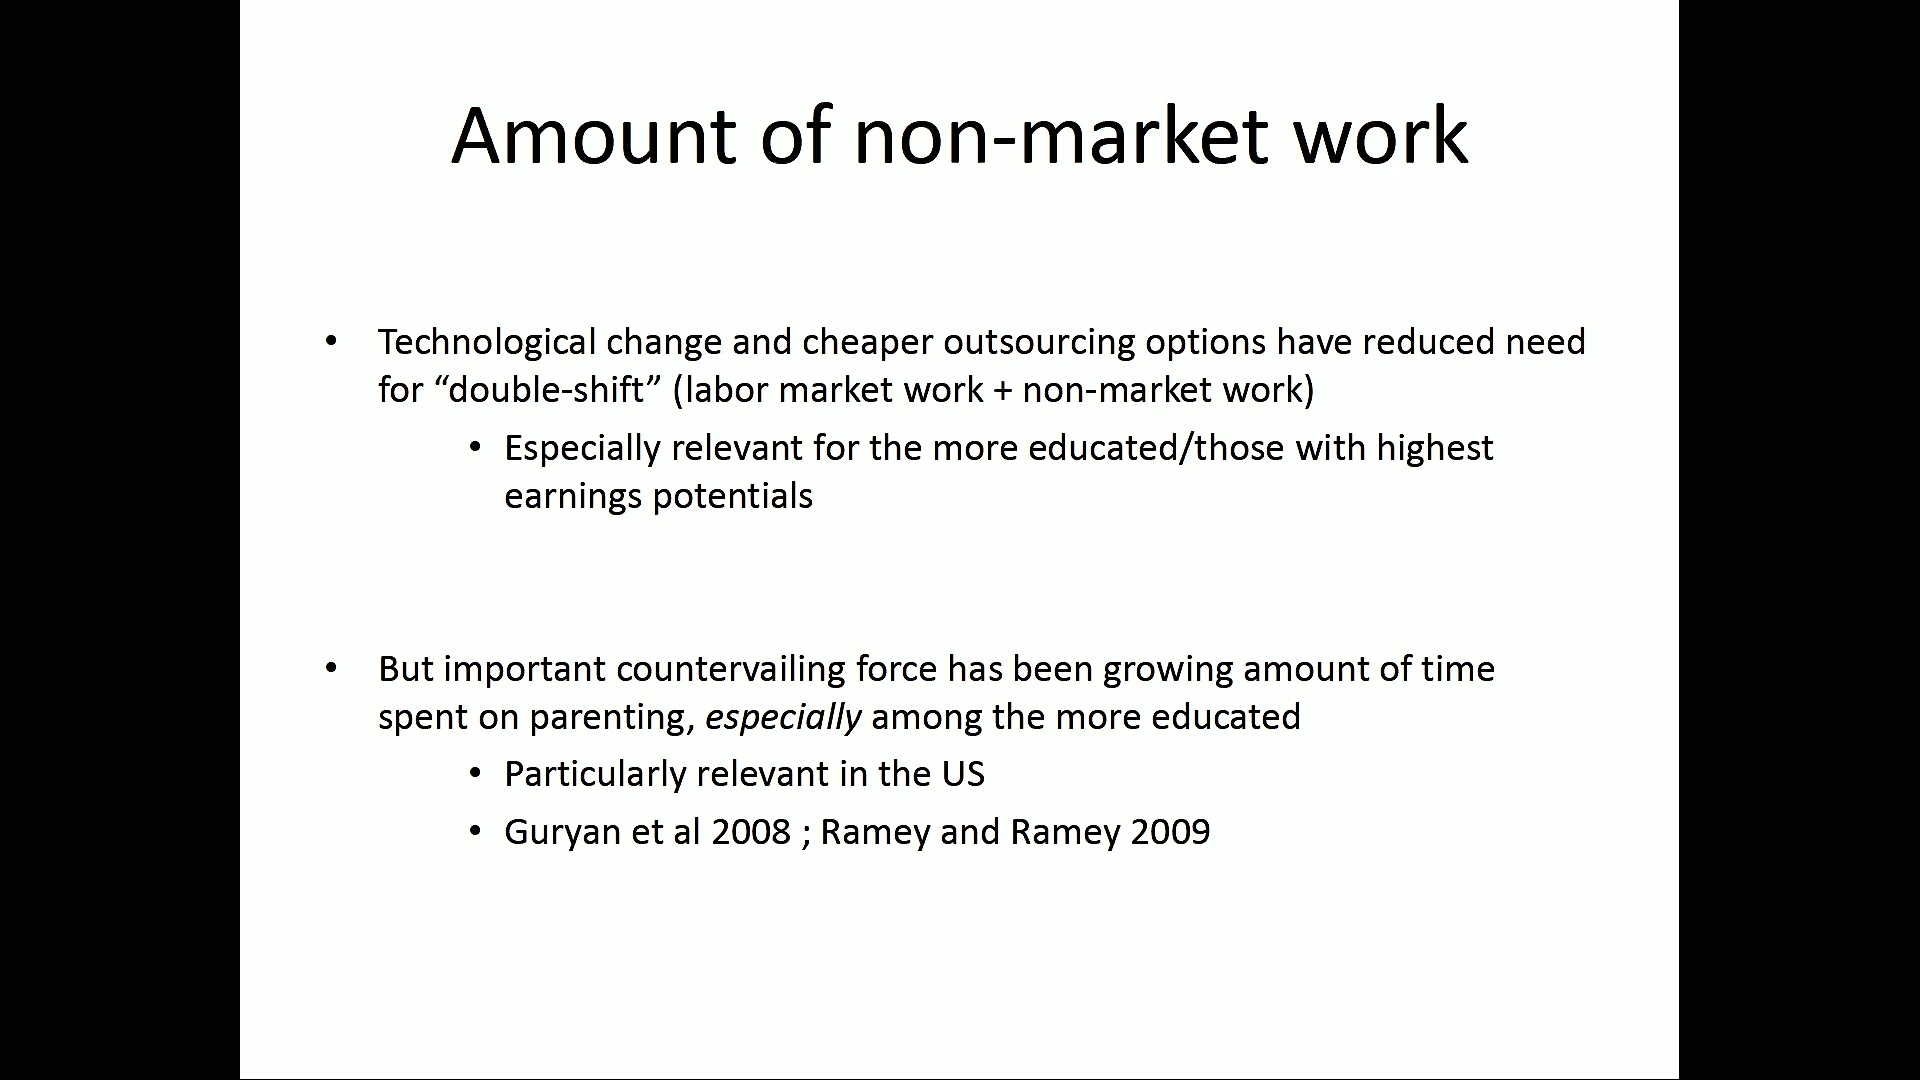 Amount of non-market work
• Technological change and cheaper outsourcing options have reduced need
for “double-shift” (labor market work + non-market work)
• Especially relevant for the more educated/those with highest
earnings potentials
• But important countervailing force has been growing amount of time
spent on parenting, especially among the more educated
• Particularly relevant in the US
• Guryan et al 2008 ; Ramey and Ramey 2009